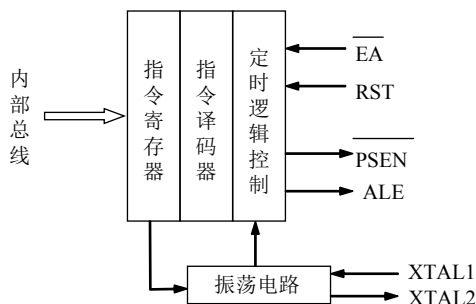 内部总线
指令寄存器
指令译码器
定时逻辑控制
EA
RST
PSEN
ALE
振荡电路
XTAL1
XTAL2